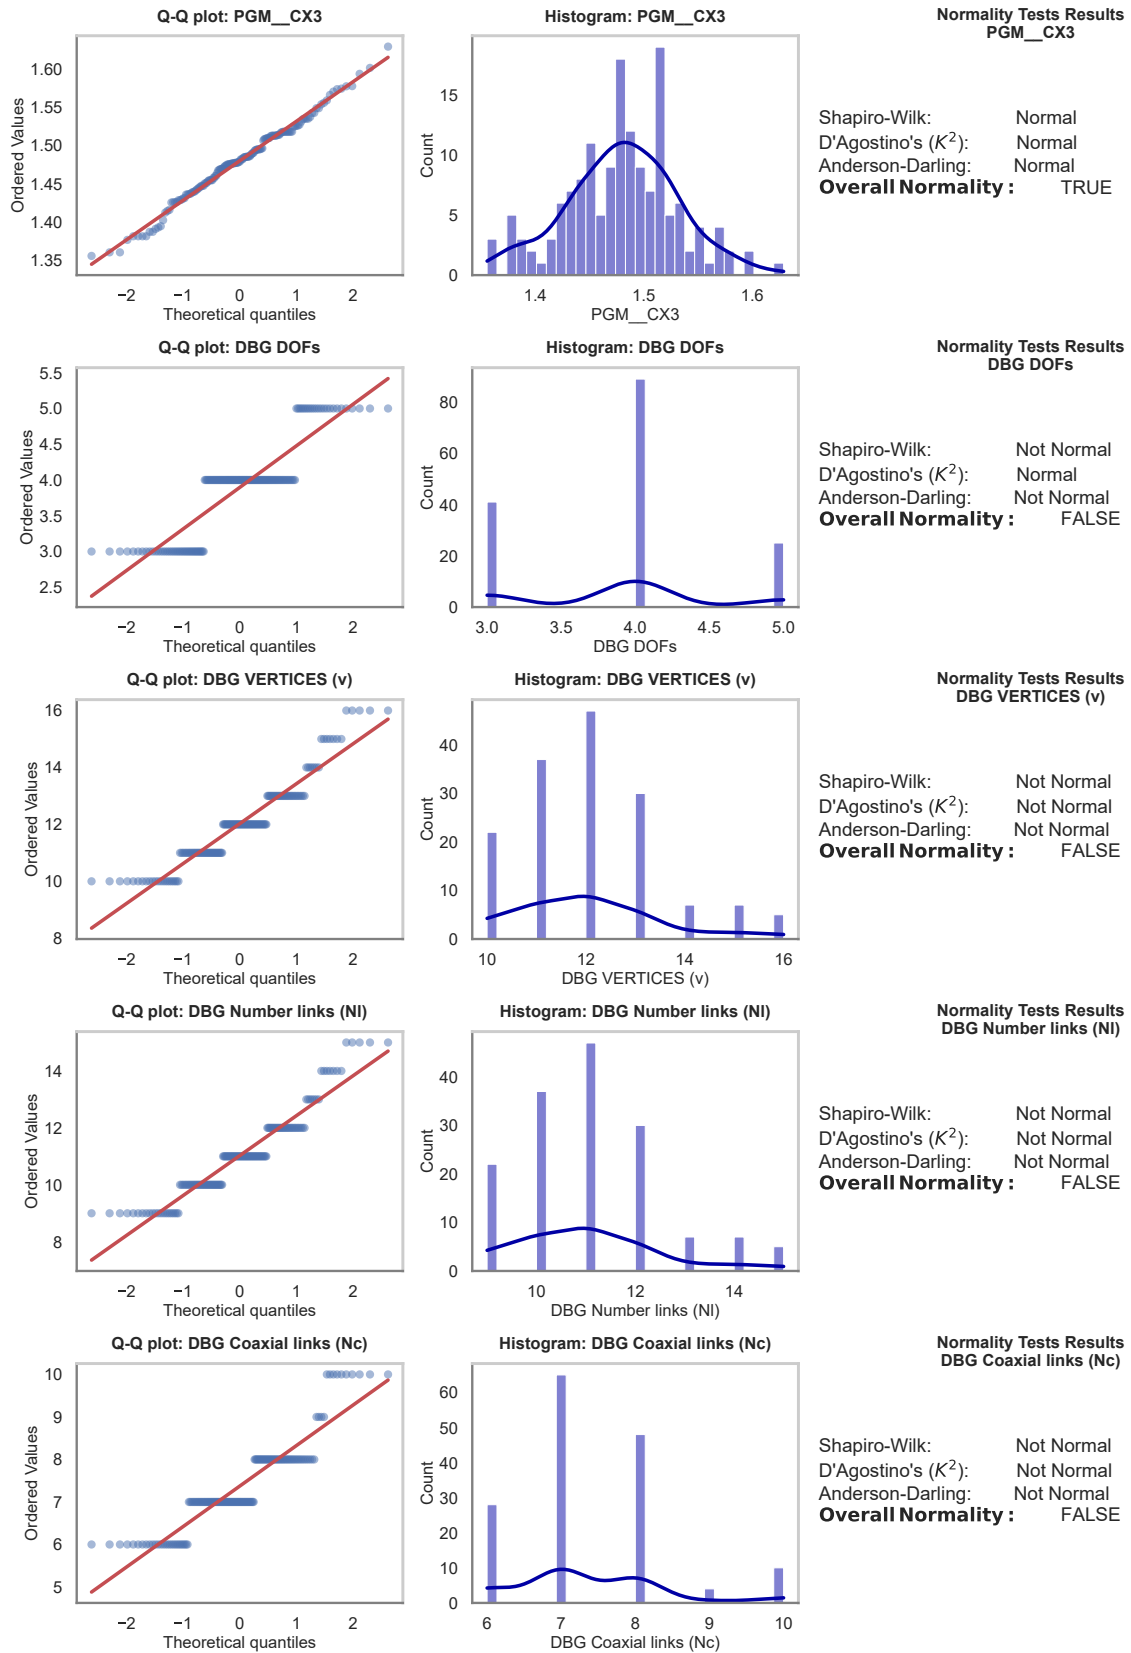 Q-Q plot: PGM__CX3
Histogram: PGM__CX3
Normality Tests Results
PGM__CX3
Ordered Values
1.60
1.55
1.50
1.45
1.40
1.35
−2 −1 0 1 2
Theoretical quantiles
Count
15
10
5
0
1.4 1.5 1.6
PGM__CX3
Shapiro-Wilk: Normal
D'Agostino's (K²): Normal
Anderson-Darling: Normal
Overall Normality: TRUE
Q-Q plot: DBG DOFs
Histogram: DBG DOFs
Normality Tests Results
DBG DOFs
Ordered Values
5.5
5.0
4.5
4.0
3.5
3.0
2.5
−2 −1 0 1 2
Theoretical quantiles
Count
80
60
40
20
0
3.0 3.5 4.0 4.5 5.0
DBG DOFs
Shapiro-Wilk: Not Normal
D'Agostino's (K²): Normal
Anderson-Darling: Not Normal
Overall Normality: FALSE
Q-Q plot: DBG VERTICES (v)
Histogram: DBG VERTICES (v)
Normality Tests Results
DBG VERTICES (v)
Ordered Values
16
14
12
10
8
−2 −1 0 1 2
Theoretical quantiles
Count
40
30
20
10
0
10 12 14 16
DBG VERTICES (v)
Shapiro-Wilk: Not Normal
D'Agostino's (K²): Not Normal
Anderson-Darling: Not Normal
Overall Normality: FALSE
Q-Q plot: DBG Number links (Nl)
Histogram: DBG Number links (Nl)
Normality Tests Results
DBG Number links (Nl)
Ordered Values
14
12
10
8
−2 −1 0 1 2
Theoretical quantiles
Count
40
30
20
10
0
10 12 14
DBG Number links (Nl)
Shapiro-Wilk: Not Normal
D'Agostino's (K²): Not Normal
Anderson-Darling: Not Normal
Overall Normality: FALSE
Q-Q plot: DBG Coaxial links (Nc)
Histogram: DBG Coaxial links (Nc)
Normality Tests Results
DBG Coaxial links (Nc)
Ordered Values
10
9
8
7
6
5
−2 −1 0 1 2
Theoretical quantiles
Count
60
50
40
30
20
10
0
6 7 8 9 10
DBG Coaxial links (Nc)
Shapiro-Wilk: Not Normal
D'Agostino's (K²): Not Normal
Anderson-Darling: Not Normal
Overall Normality: FALSE